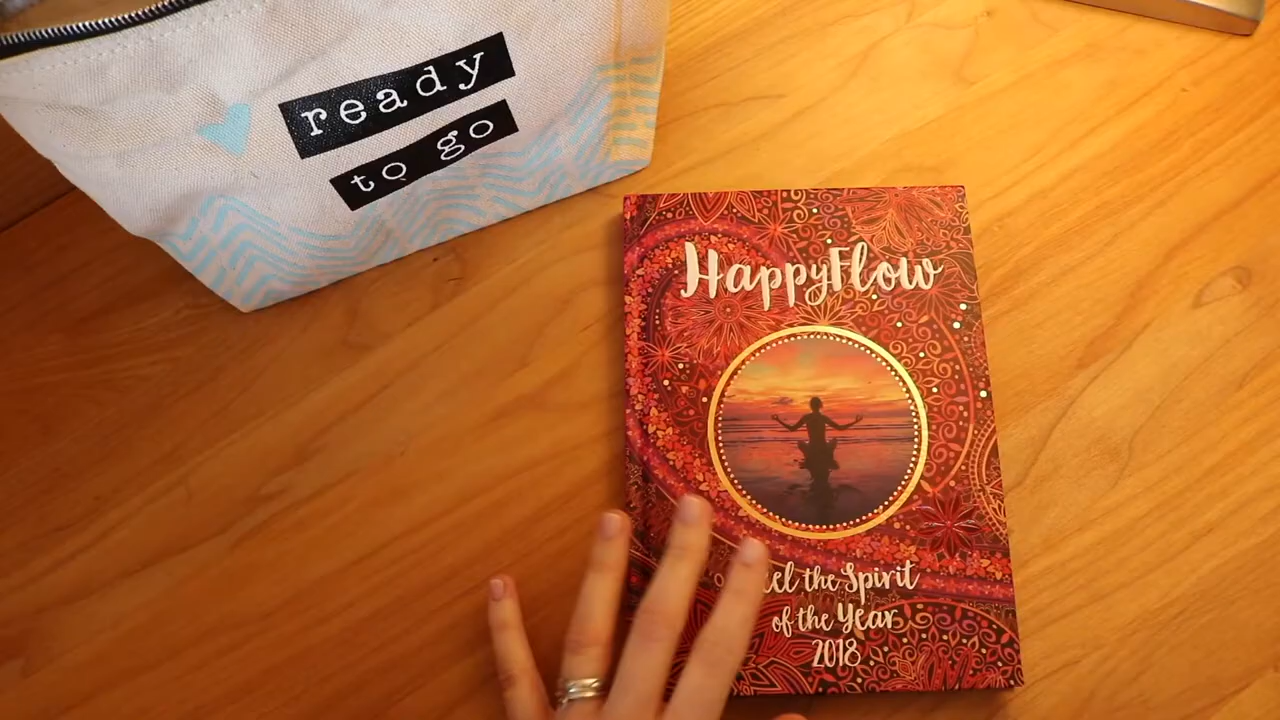 ready
to go
HappyFlow
the Spirit
of the Year
2018